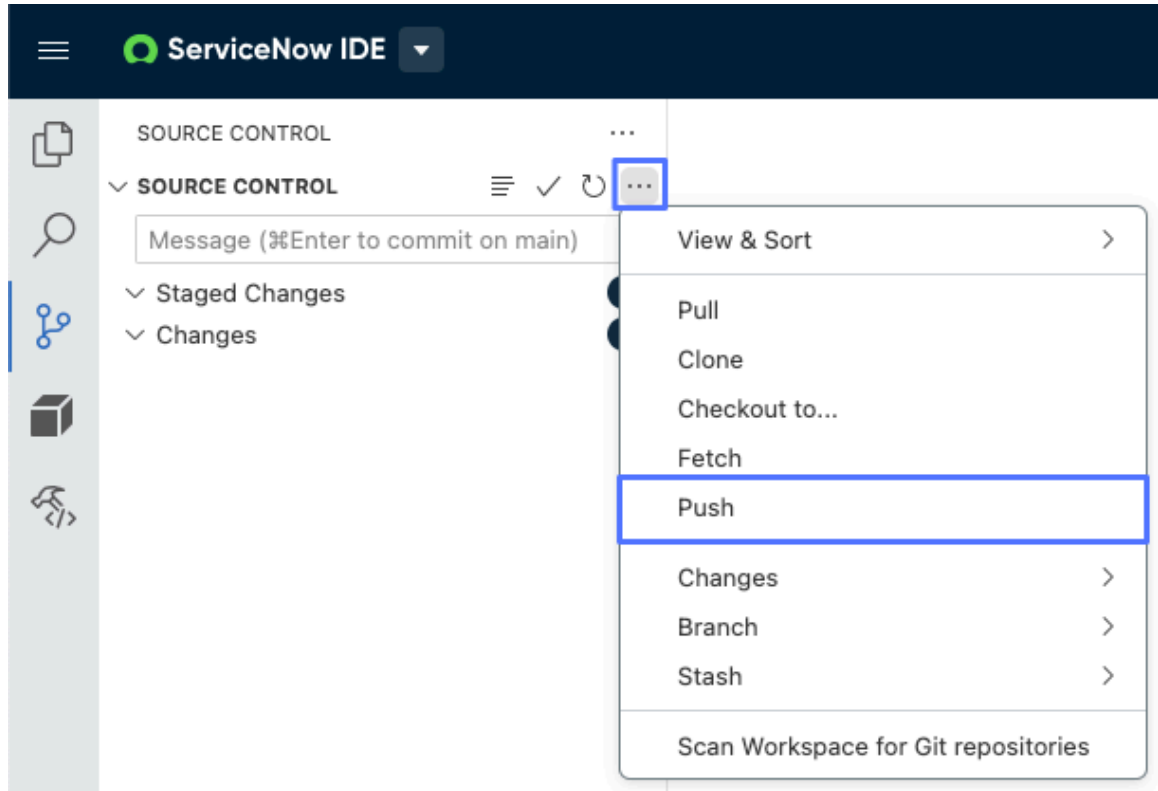 ServiceNow IDE
SOURCE CONTROL
SOURCE CONTROL
Message (⌘Enter to commit on main)
Staged Changes
Changes
View & Sort
Pull
Clone
Checkout to...
Fetch
Push
Changes
Branch
Stash
Scan Workspace for Git repositories